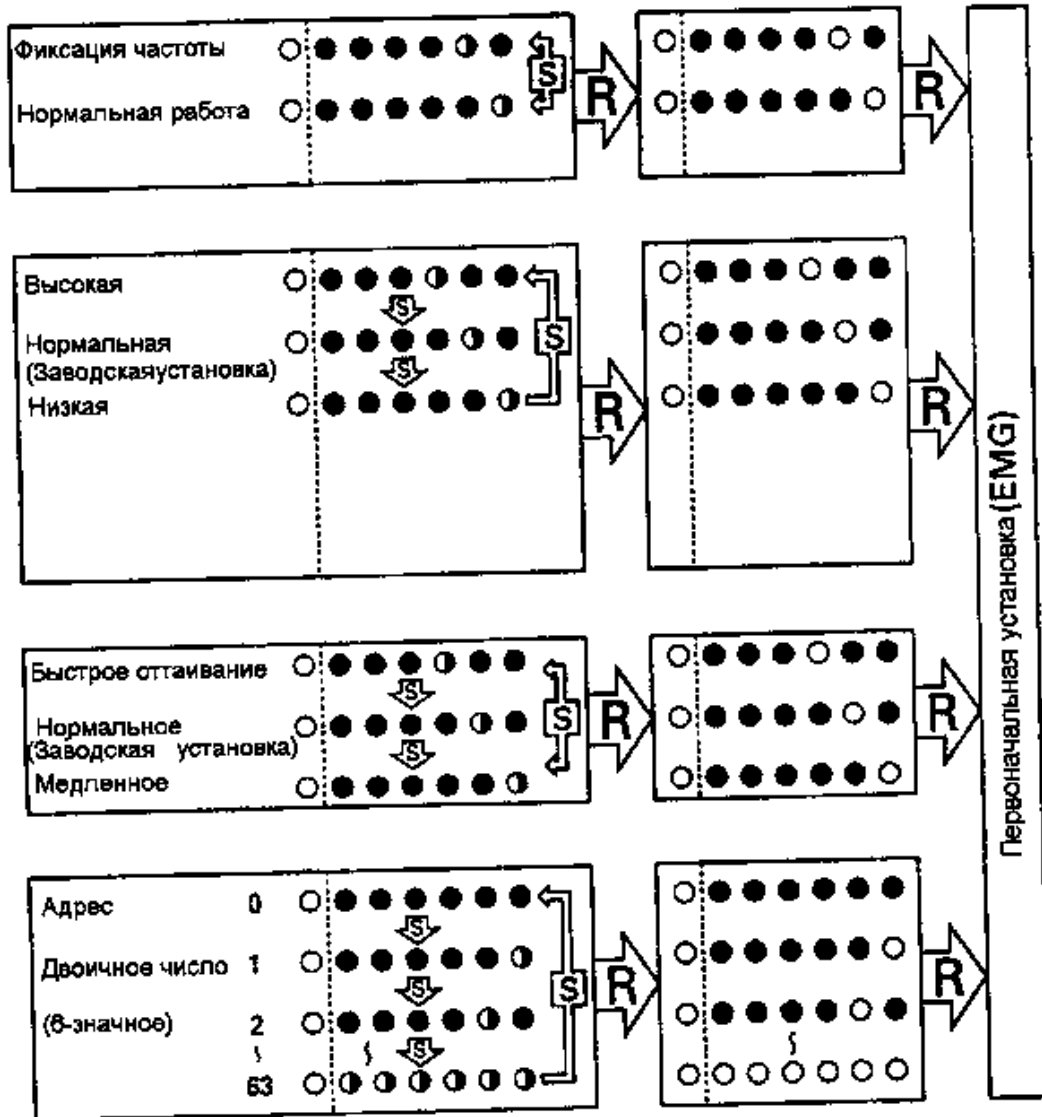 Фиксация частоты
S
R
R
Нормальная работа
Высокая
S
Нормальная
S
(Заводскаяустановка)
S
Низкая
R
R
Быстрое оттаивание
S
Нормальное
S
R
R
(Заводская установка)
S
Медленное
Адрес 0
S
Двоичное число 1
S
S
R
R
(6-значное) 2
S
63
Первоначальная установка (EMG)